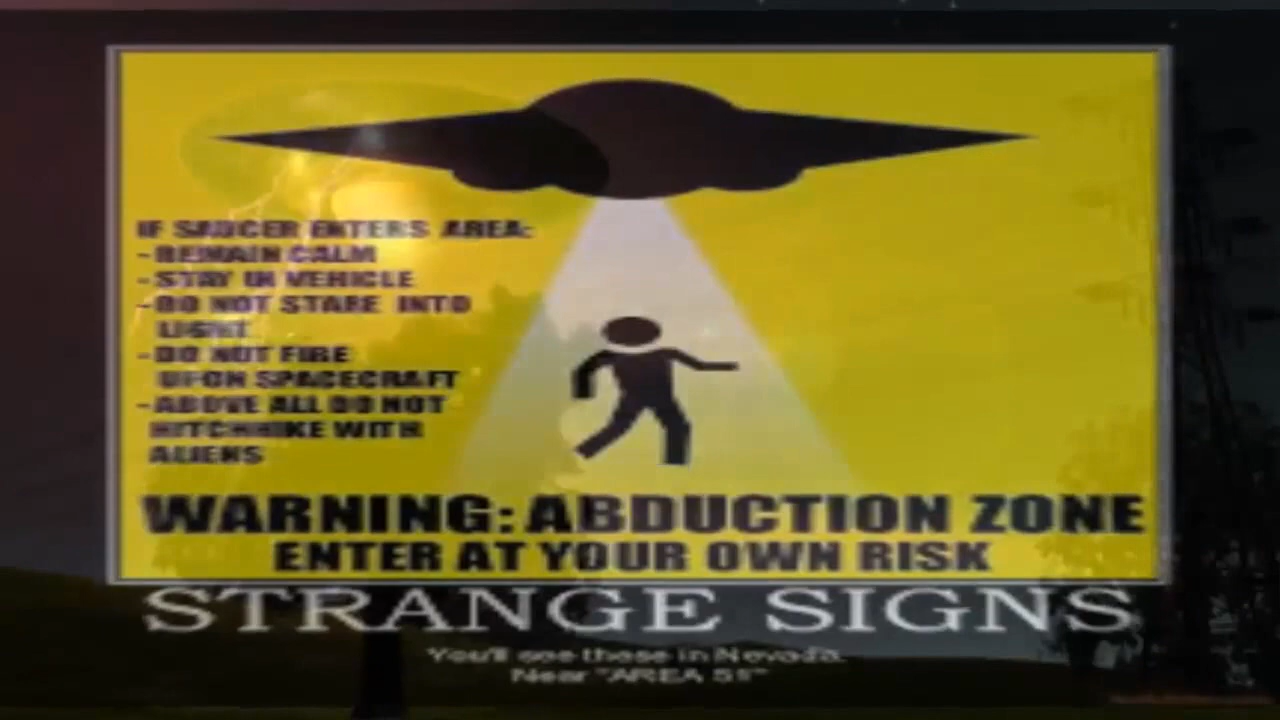 IF SAUCER ENTERS AREA:
- REMAIN CALM
- STAY IN VEHICLE
- DO NOT STARE INTO
LIGHT
- DO NOT FIRE
UPON SPACECRAFT
- ABOVE ALL DO NOT
HITCHHIKE WITH
ALIENS
WARNING: ABDUCTION ZONE
ENTER AT YOUR OWN RISK
STRANGE SIGNS
You'll see these in Nevada.
Near "AREA 51"